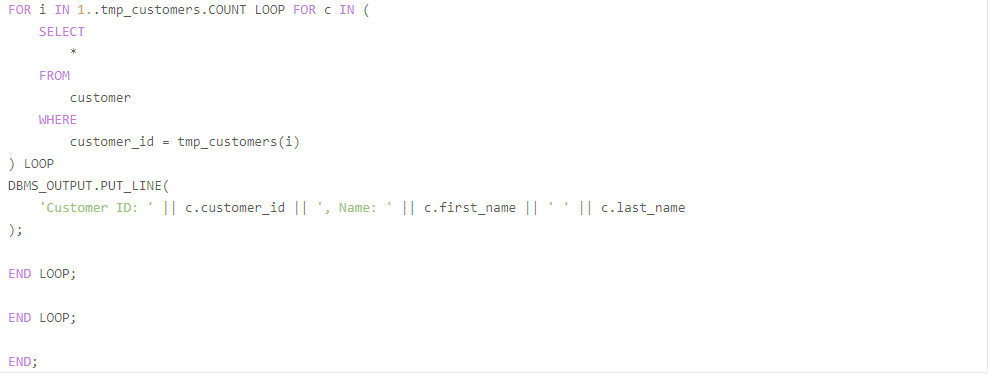 FOR i IN 1..tmp_customers.COUNT LOOP FOR c IN (
    SELECT
        *
    FROM
        customer
    WHERE
        customer_id = tmp_customers(i)
) LOOP
DBMS_OUTPUT.PUT_LINE(
    'Customer ID: ' || c.customer_id || ', Name: ' || c.first_name || ' ' || c.last_name
);

END LOOP;

END LOOP;

END;